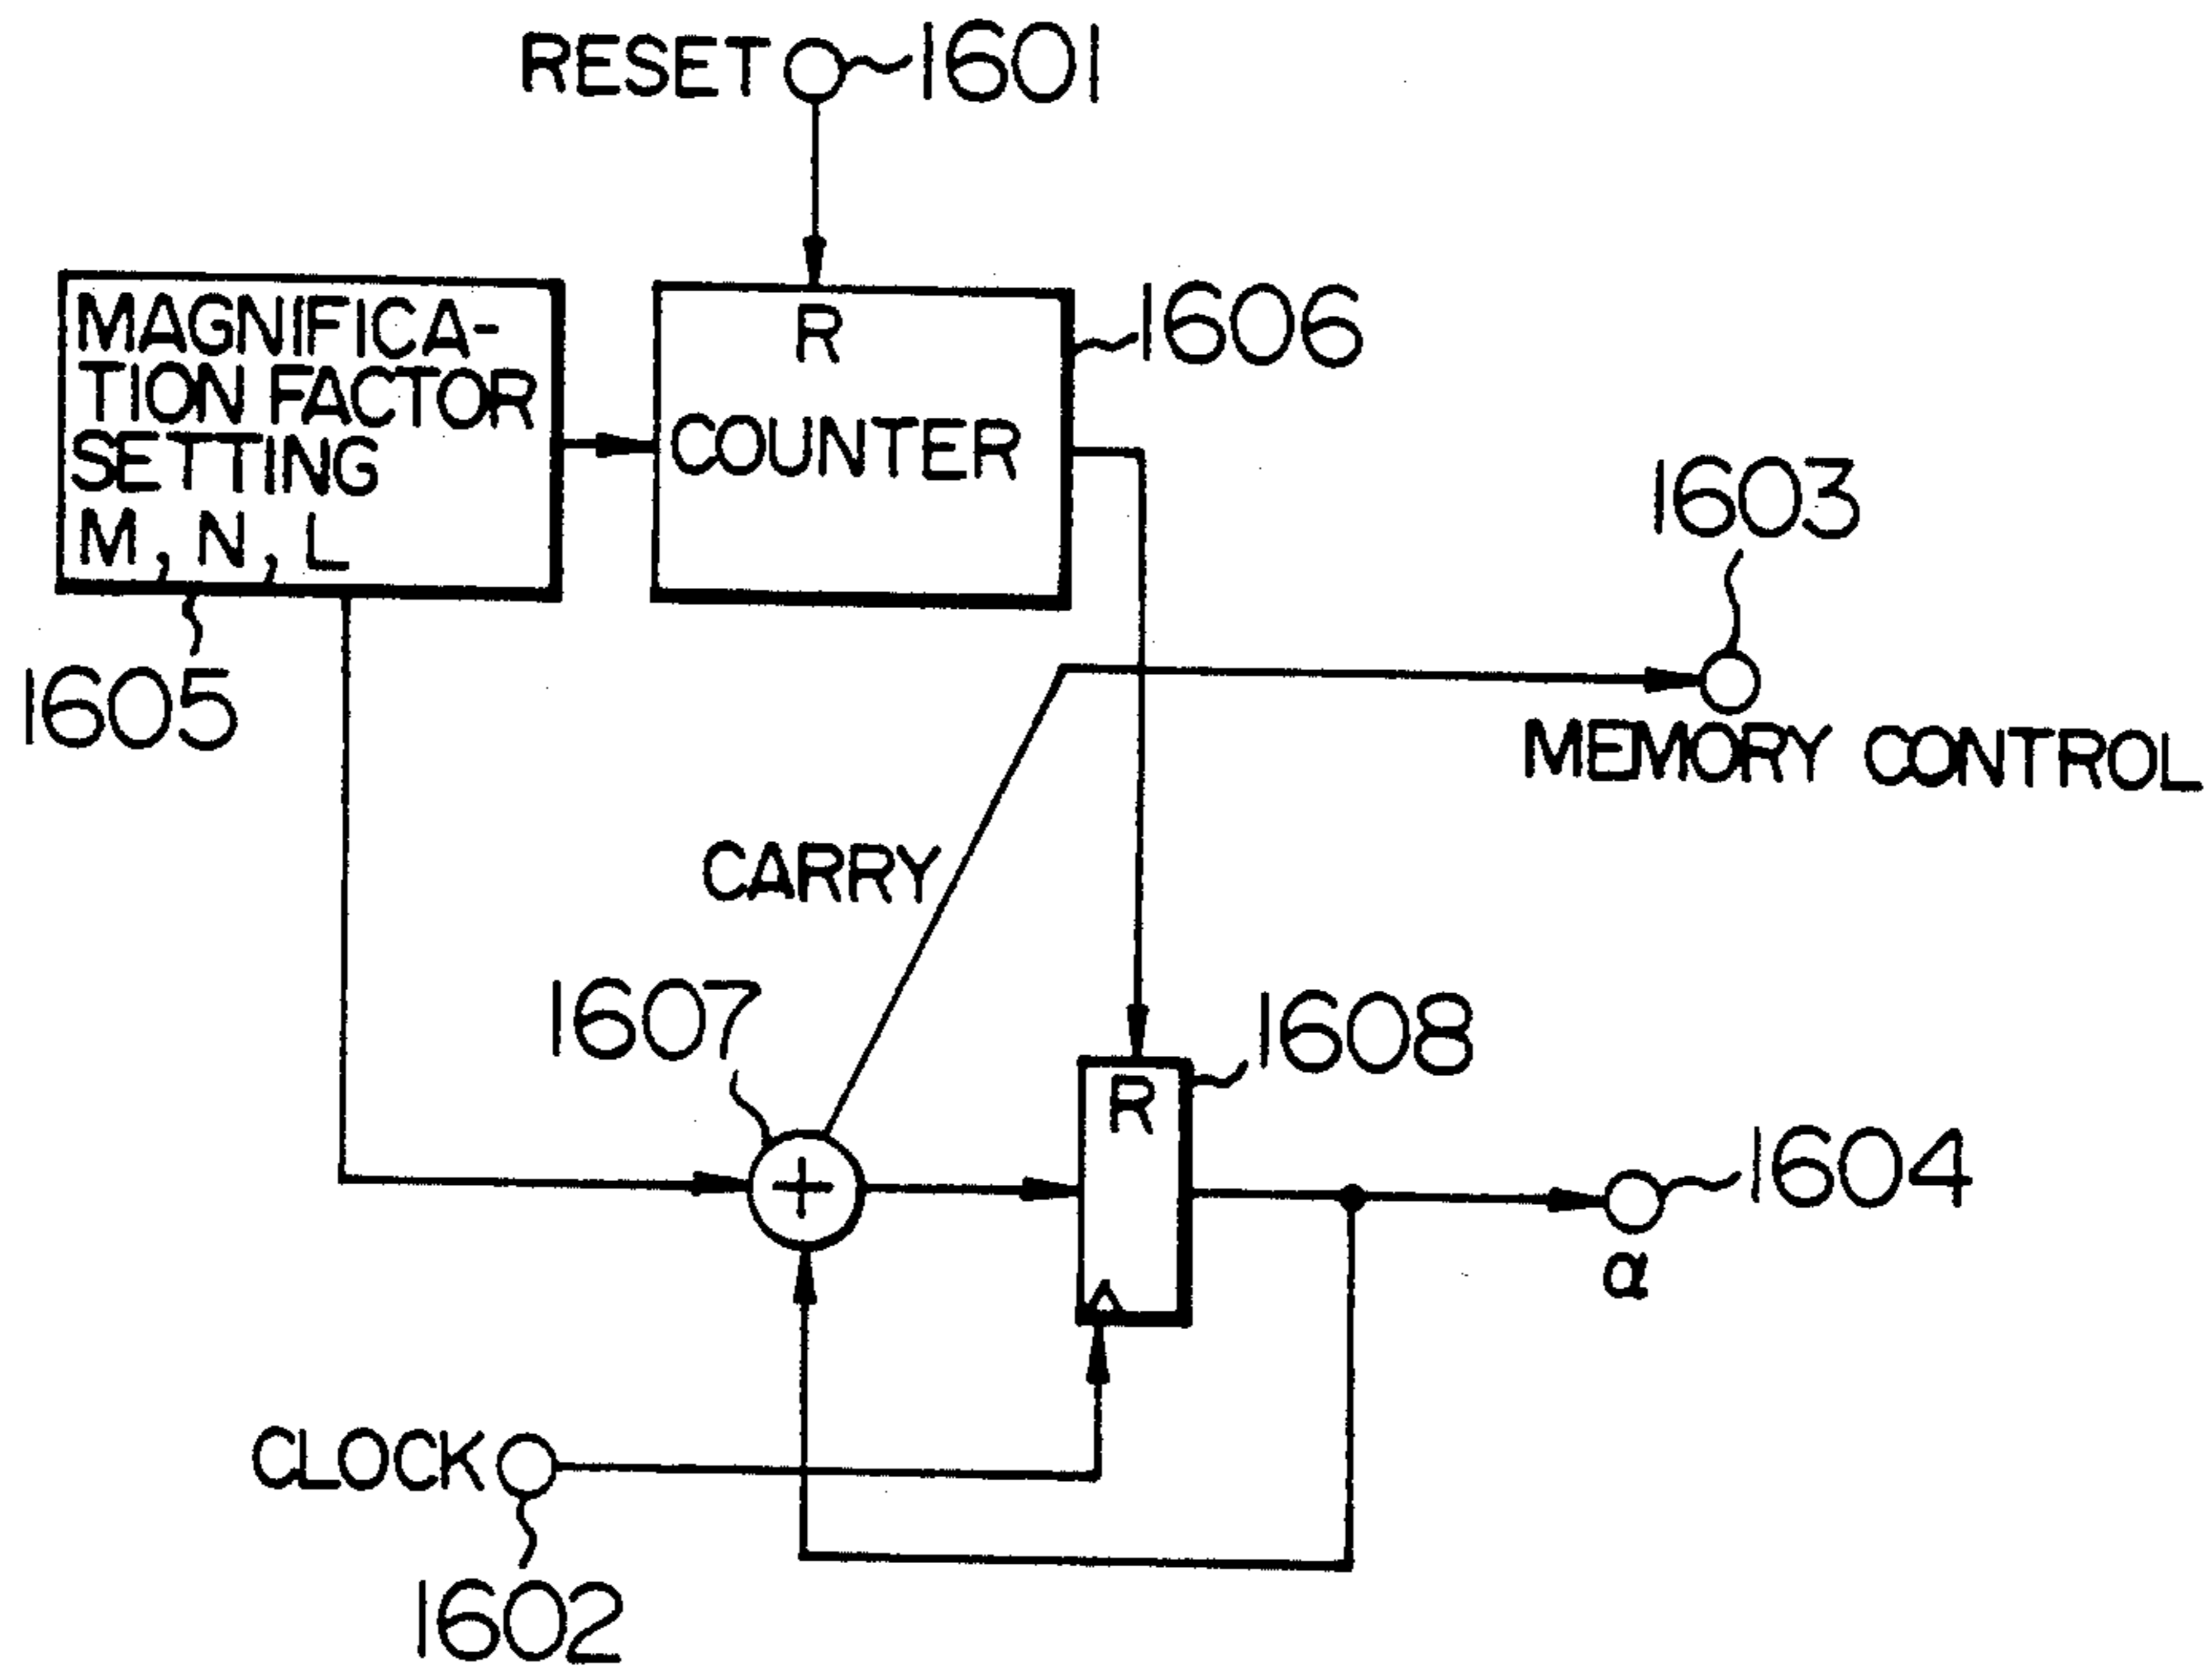 RESET 1601
MAGNIFICA-
TION FACTOR
SETTING
M, N, L
R
COUNTER
1606
1603
1605
MEMORY CONTROL
CARRY
1607
1608
R
1604
α
+
CLOCK
1602